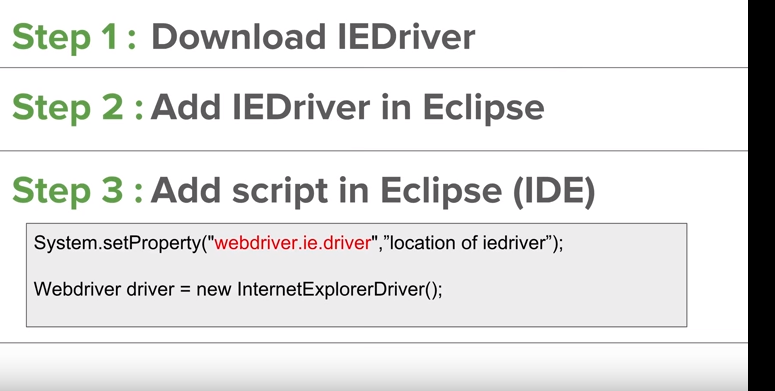 Step 1 : Download IEDriver
Step 2 : Add IEDriver in Eclipse
Step 3 : Add script in Eclipse (IDE)
System.setProperty("webdriver.ie.driver",”location of iedriver”);
Webdriver driver = new InternetExplorerDriver();